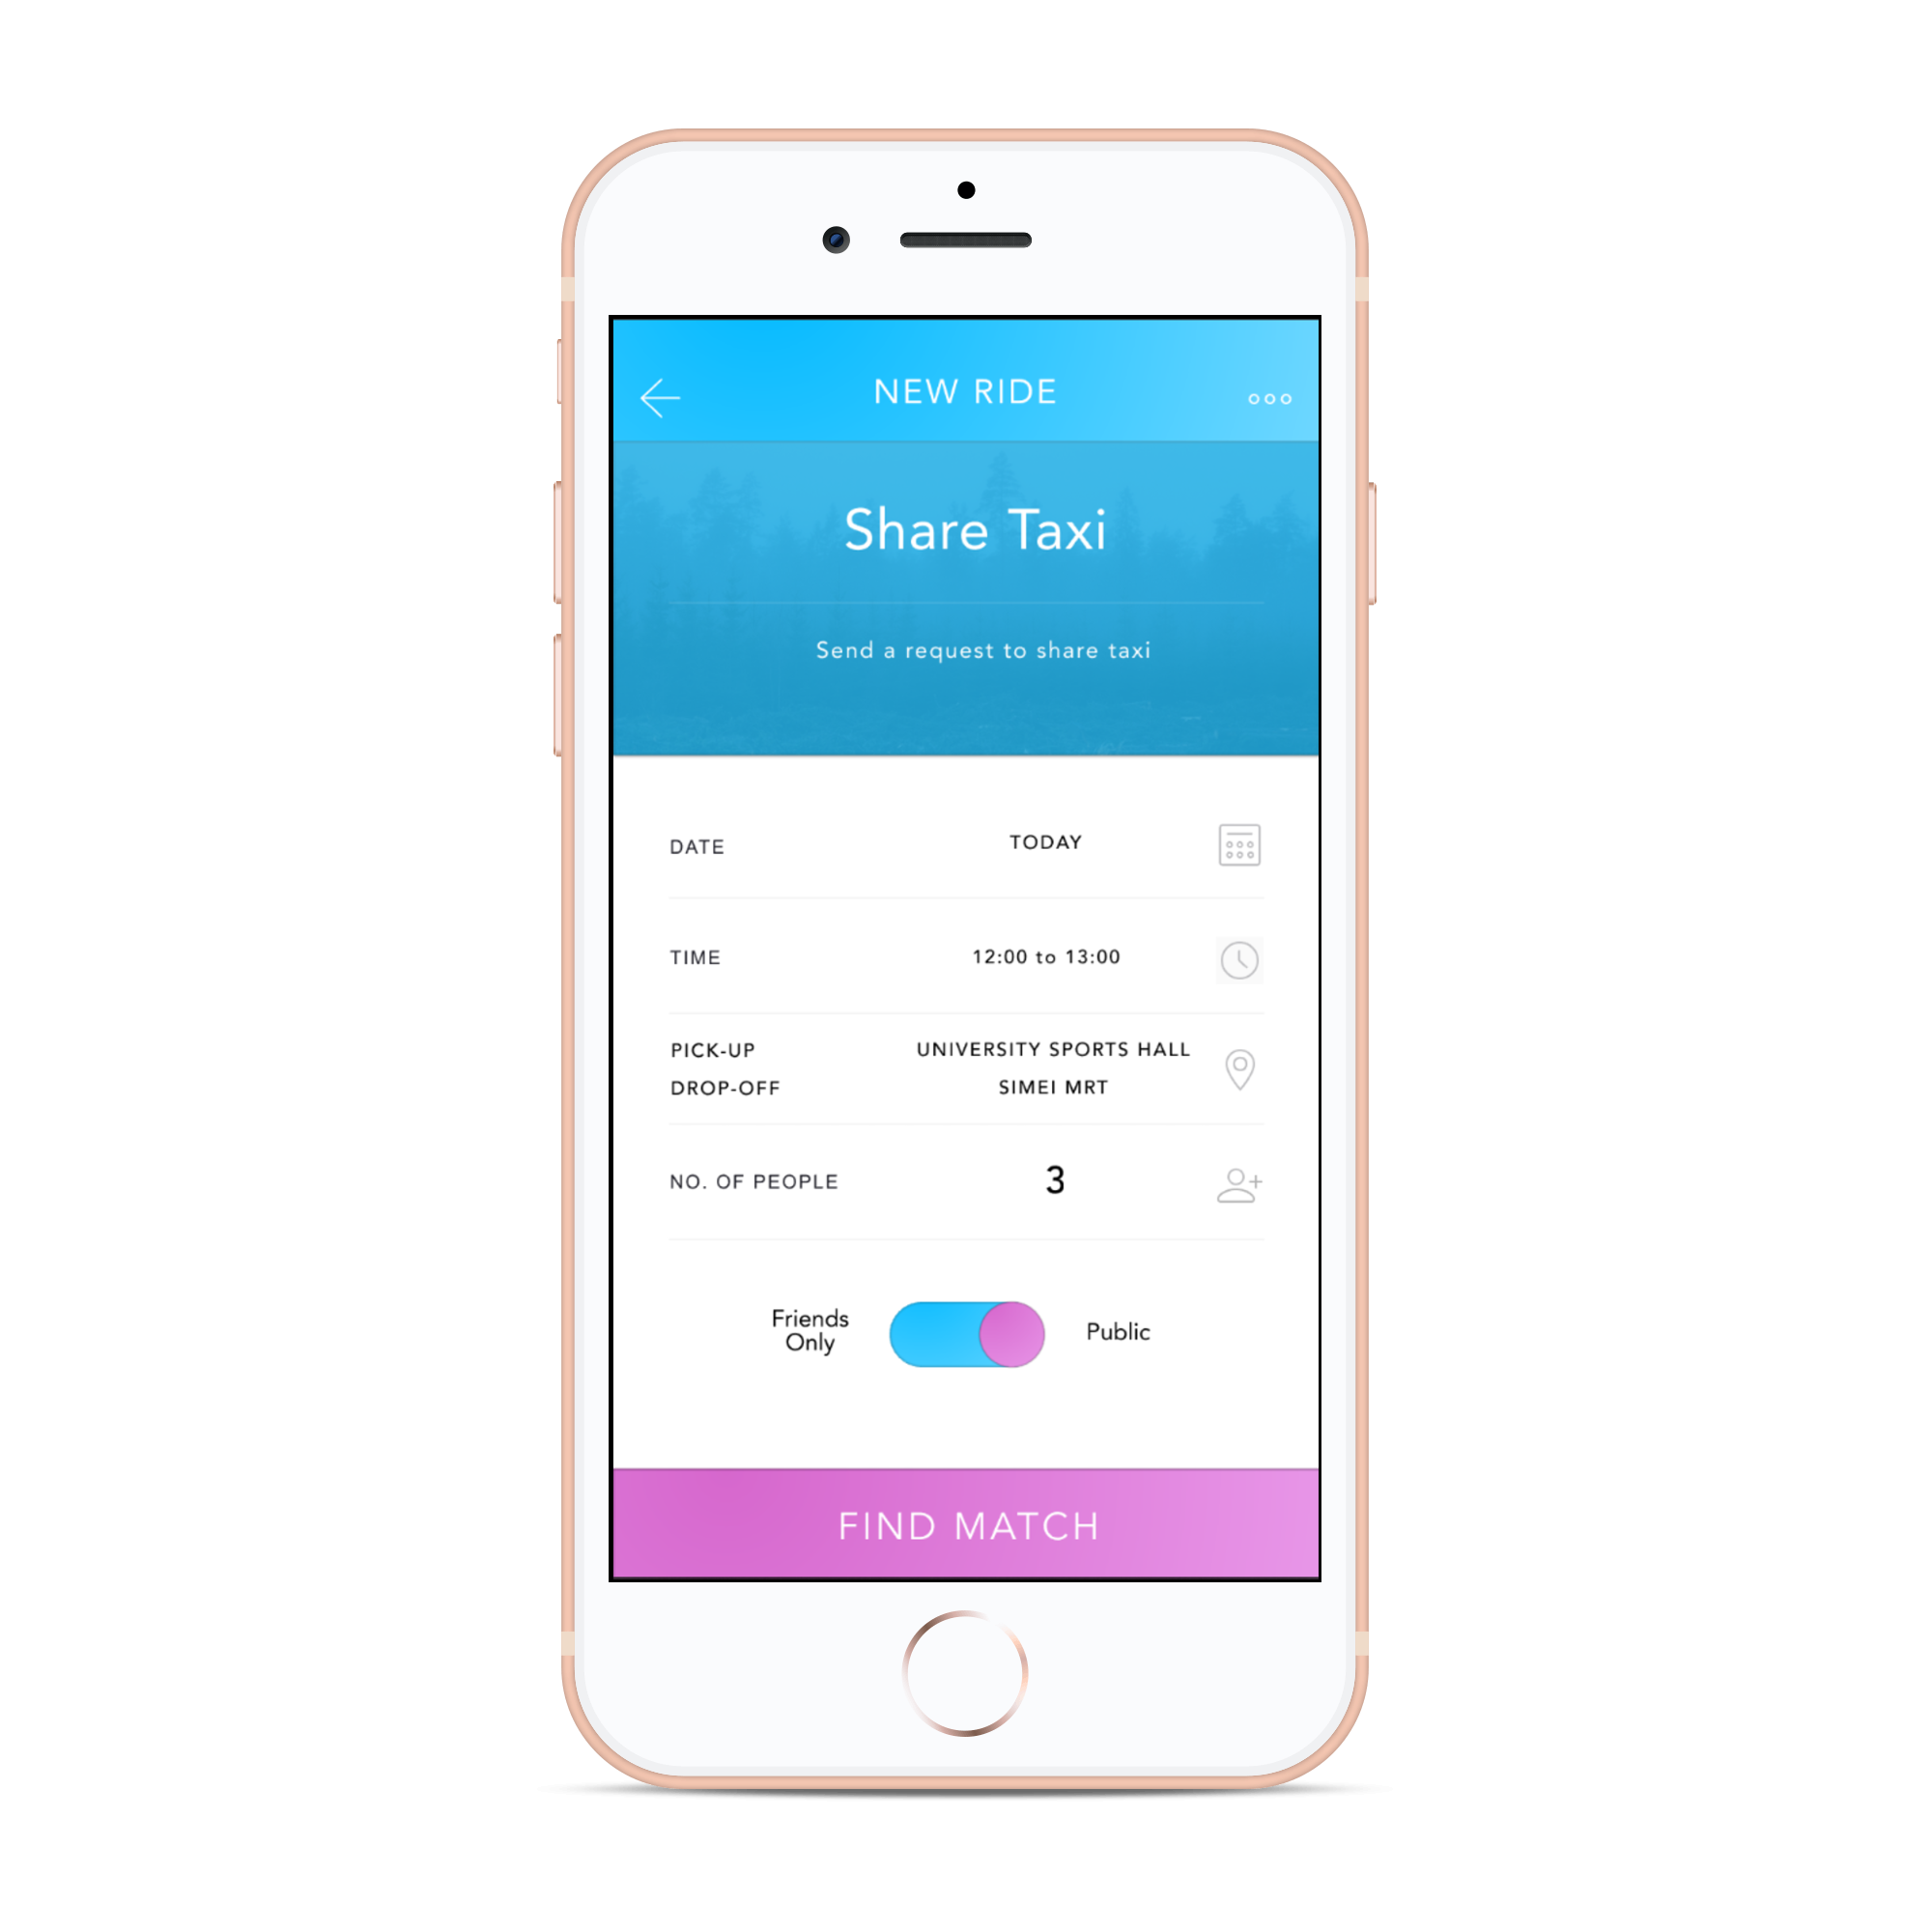 NEW RIDE
Share Taxi
Send a request to share taxi
DATE TODAY
TIME 12:00 to 13:00
PICK-UP UNIVERSITY SPORTS HALL
DROP-OFF SIMEI MRT
NO. OF PEOPLE 3
Friends
Only
Public
FIND MATCH